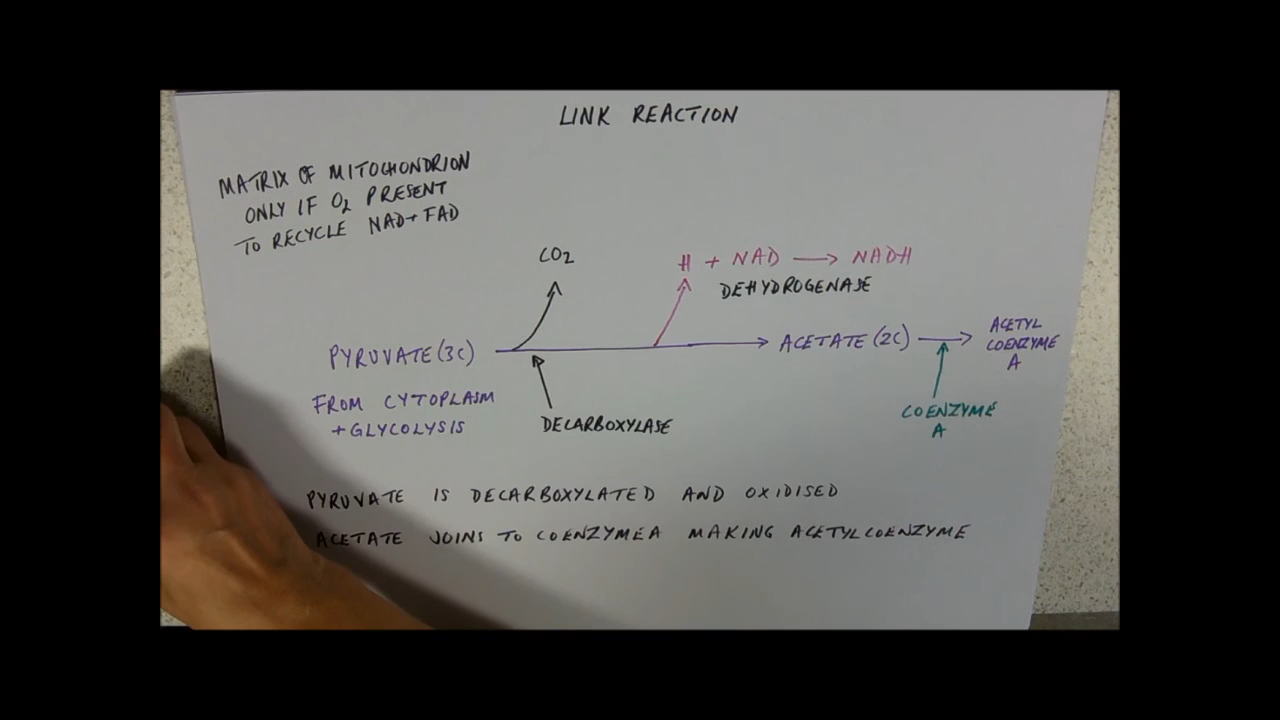 LINK REACTION
MATRIX OF MITOCHONDRION
ONLY IF O2 PRESENT
TO RECYCLE NAD+FAD
CO2
H + NAD → NADH
DEHYDROGENASE
PYRUVATE (3C)
ACETATE (2C)
ACETYL
COENZYME
A
FROM CYTOPLASM
+GLYCOLYSIS
DECARBOXYLASE
COENZYME
A
PYRUVATE IS DECARBOXYLATED AND OXIDISED
ACETATE JOINS TO COENZYMEA MAKING ACETYLCOENZYME